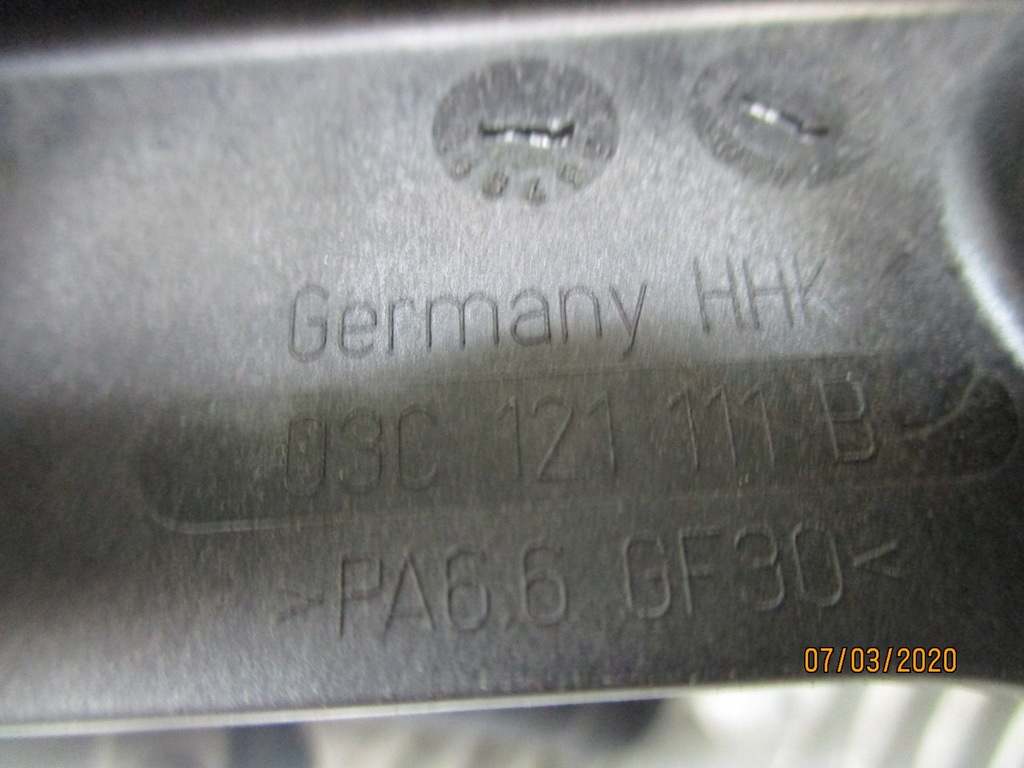 Germany HHK
03C 121 111 B
>PA6.6 GF30<
07/03/2020